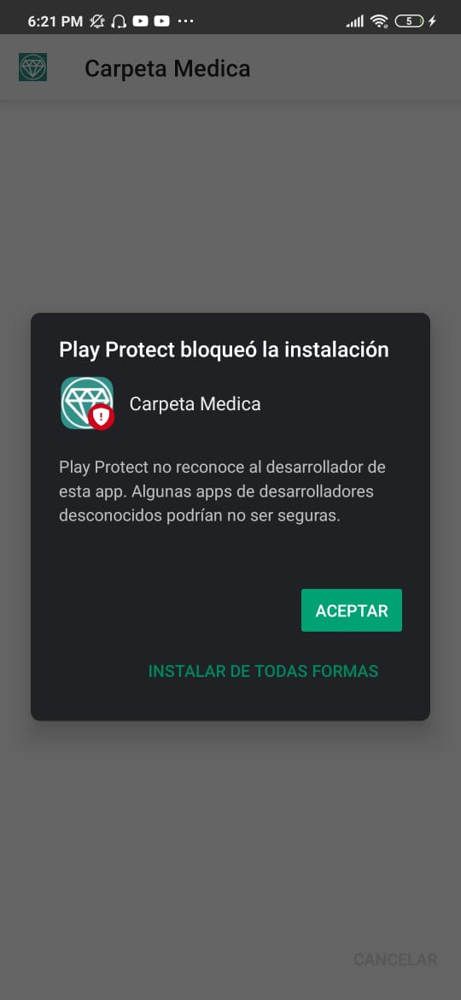 6:21 PM
5
Carpeta Medica
Play Protect bloqueó la instalación
Carpeta Medica
Play Protect no reconoce al desarrollador de
esta app. Algunas apps de desarrolladores
desconocidos podrían no ser seguras.
ACEPTAR
INSTALAR DE TODAS FORMAS
CANCELAR